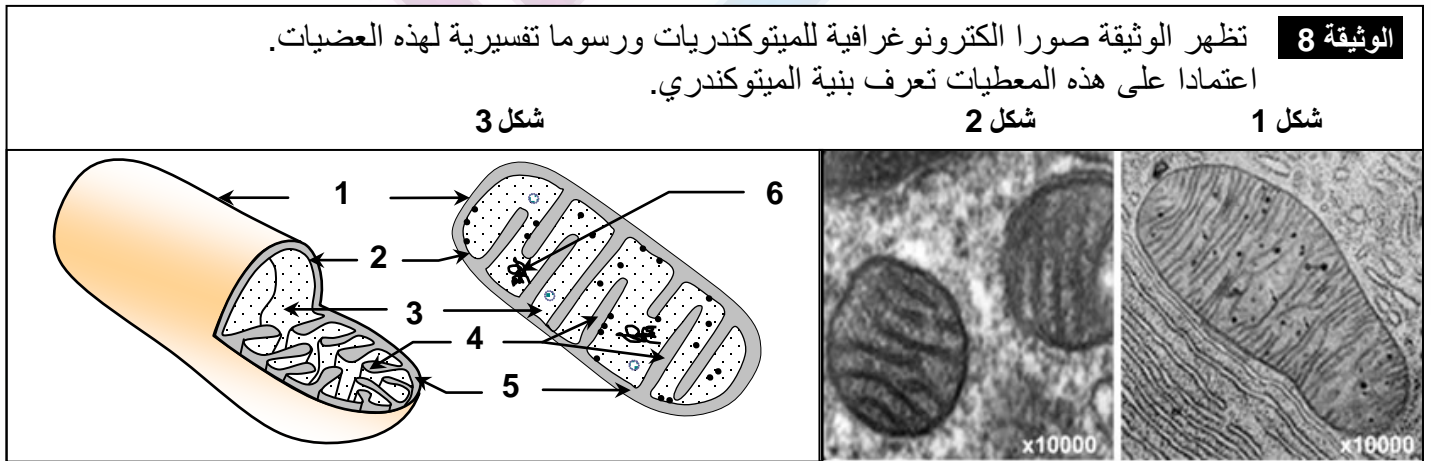 الوثيقة 8 تظهر الوثيقة صورا الكترونوغرافية للميتوكندريات ورسوما تفسيرية لهذه العضيات.
اعتمادا على هذه المعطيات تعرف بنية الميتوكندري.
شكل 1 شكل 2 شكل 3
1
6
2
3
4
5
x10000
x10000